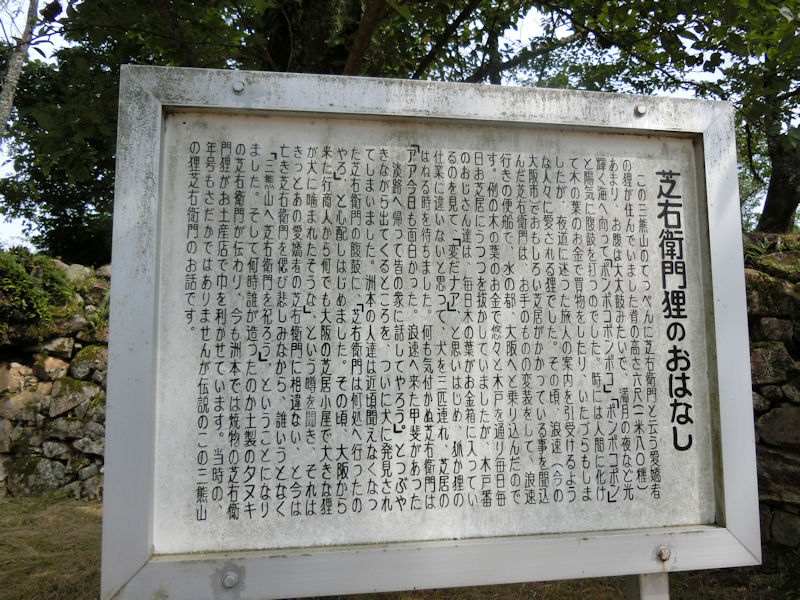 芝右衛門狸のおはなし
この三熊山のてっぺんに芝右衛門と云う愛嬌者
の狸が住んでいました脊の高さ六尺(一米八〇糎)
あまり、お腹は大太鼓みたいで、満月の夜など光
輝く海へ向って「ポンポコポンポコ」「ポンポコポン」
と陽気に腹鼓を打つのでした。時には人間に化け
て木の葉のお金で買物をしたり、いたづらもしま
したが、夜道に迷った旅人の案内を引受けるよう
な人々に愛される狸でした。その頃、浪速(今の
大阪市)でおもしろい芝居がかかっている事を聞込
んだ芝右衛門は、お手のものの変装をして、浪速
行きの便船で、水の都、大阪へと乗り込んだので
す。例の木の葉のお金で悠々と木戸を通り毎日毎
日お芝居にうつつを抜かしていましたが、木戸番
のおじさん達は、毎日木の葉がお金箱に入ってい
るのを見て、「変だナア」と思いはじめ、狐か狸の
仕業に違いないと思って、犬を三匹連れ、芝居の
はねる時を待ちました。何も気付かぬ芝右衛門は
「アア今日も面白かった。浪速へ来た甲斐があった
淡路へ帰って皆の衆に話してやろう。」とつぶや
きながら出てくるところを、ついに犬に発見され
てしまいました。洲本の人達は近頃聞えなくなっ
た芝右衛門の腹鼓に、「芝右衛門は何処へ行ったの
やろ」と心配しはじめました。その頃、大阪から
来た行商人から何でも大阪の芝居小屋で大きな狸
が犬に噛まれたそうな、という噂を聞き、それは
きっとあの愛嬌者の芝右衛門に相違ない、と今は
亡き芝右衛門を偲び悲しみながら、誰いうとなく
「三熊山へ芝右衛門を祀ろう」、ということになり
ました。そして何時誰が造ったのか土製のタヌキ
の芝右衛門が伝わり、今も洲本では焼物の芝右衛
門狸がお土産店で巾を利かせています。当時の、
年号もさだかではありませんが伝説のこの三熊山
の狸芝右衛門のお話です。